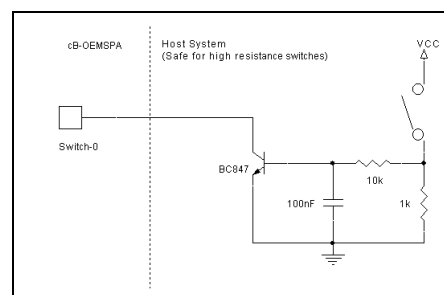 cB-OEMSPA
Host System
(Safe for high resistance switches)
VCC
Switch-0
BC847
10k
100nF
1k